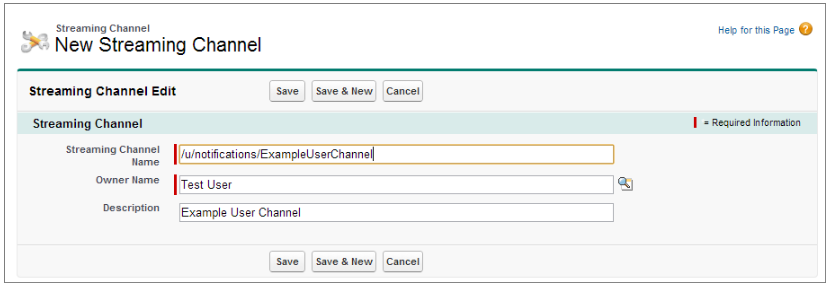 Streaming Channel
New Streaming Channel
Help for this Page
Streaming Channel Edit
Save
Save & New
Cancel
Streaming Channel
= Required Information
Streaming Channel
Name
/u/notifications/ExampleUserChannel
Owner Name
Test User
Description
Example User Channel
Save
Save & New
Cancel